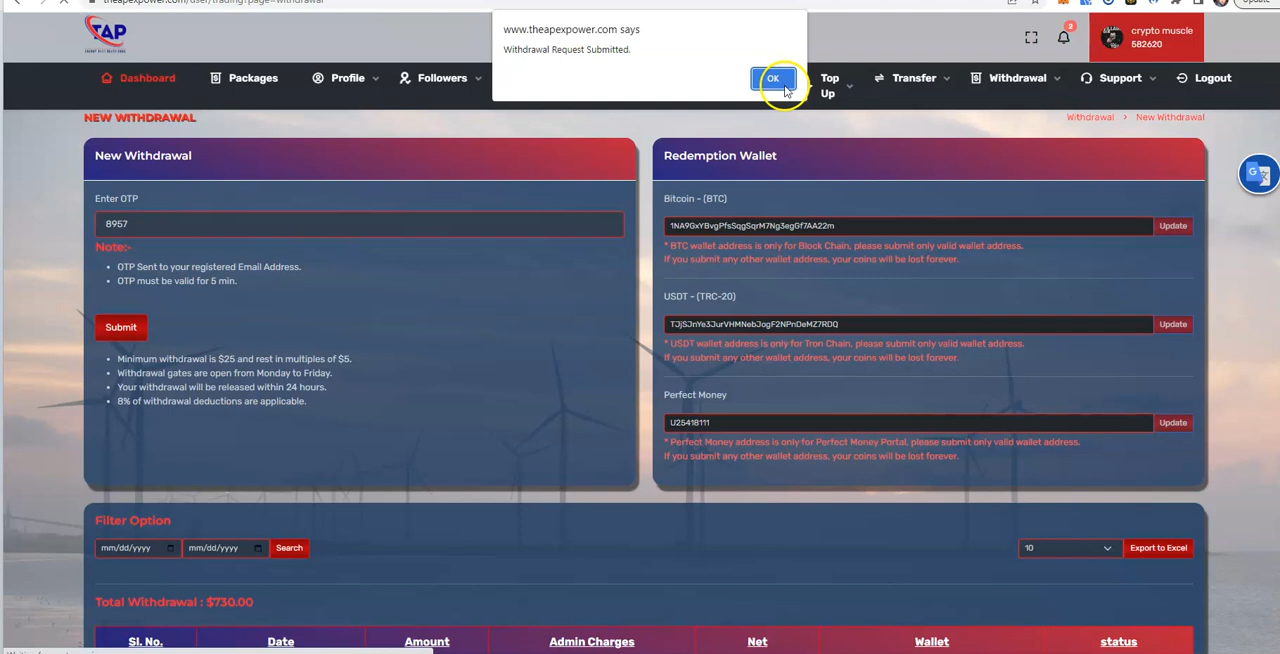 theapexpower.com/user/trading?page=withdrawal
Update
www.theapexpower.com says
Withdrawal Request Submitted.
OK
TAP
2
crypto muscle
582620
Dashboard
Packages
Profile
Followers
Top Up
Transfer
Withdrawal
Support
Logout
NEW WITHDRAWAL
Withdrawal > New Withdrawal
New Withdrawal
Enter OTP
8957
Note:-
OTP Sent to your registered Email Address.
OTP must be valid for 5 min.
Submit
Minimum withdrawal is $25 and rest in multiples of $5.
Withdrawal gates are open from Monday to Friday.
Your withdrawal will be released within 24 hours.
8% of withdrawal deductions are applicable.
Redemption Wallet
Bitcoin - (BTC)
1NA9GxYBvgPfsSqgSqrM7Ng3egGf7AA22m
Update
* BTC wallet address is only for Block Chain, please submit only valid wallet address.
If you submit any other wallet address, your coins will be lost forever.
USDT - (TRC-20)
TJjSJnYe3JurVHMNebJogF2NPnDeMZ7RDQ
Update
* USDT wallet address is only for Tron Chain, please submit only valid wallet address.
If you submit any other wallet address, your coins will be lost forever.
Perfect Money
U25418111
Update
* Perfect Money address is only for Perfect Money Portal, please submit only valid wallet address.
If you submit any other wallet address, your coins will be lost forever.
Filter Option
mm/dd/yyyy
mm/dd/yyyy
Search
10
Export to Excel
Total Withdrawal : $730.00
Sl. No. Date Amount Admin Charges Net Wallet status